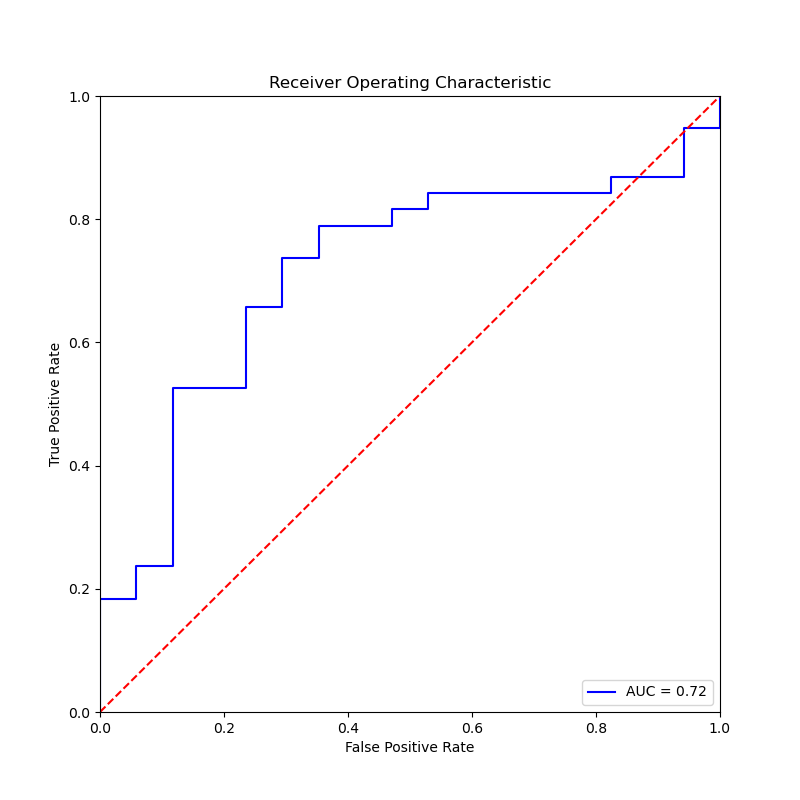 Receiver Operating Characteristic
1.0
0.8
0.6
0.4
0.2
0.0
True Positive Rate
AUC = 0.72
0.0 0.2 0.4 0.6 0.8 1.0
False Positive Rate